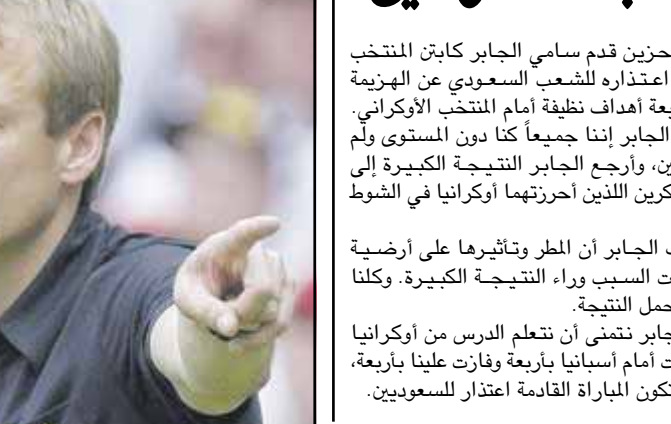 حزين قدم سامي الجابر كابتن المنتخب
اعتذاره للشعب السعودي عن الهزيمة
بعة أهداف نظيفة أمام المنتخب الأوكراني.
الجابر إننا جميعاً كنا دون المستوى ولم
ين، وأرجع الجابر النتيجة الكبيرة إلى
كرين اللذين أحرزتهما أوكرانيا في الشوط
الجابر أن المطر وتأثيرها على أرضية
ت السبب وراء النتيجة الكبيرة. وكلنا
حمل النتيجة.
جابر نتمنى أن نتعلم الدرس من أوكرانيا
ت أمام أسبانيا بأربعة وفازت علينا بأربعة،
تكون المباراة القادمة اعتذار للسعوديين.